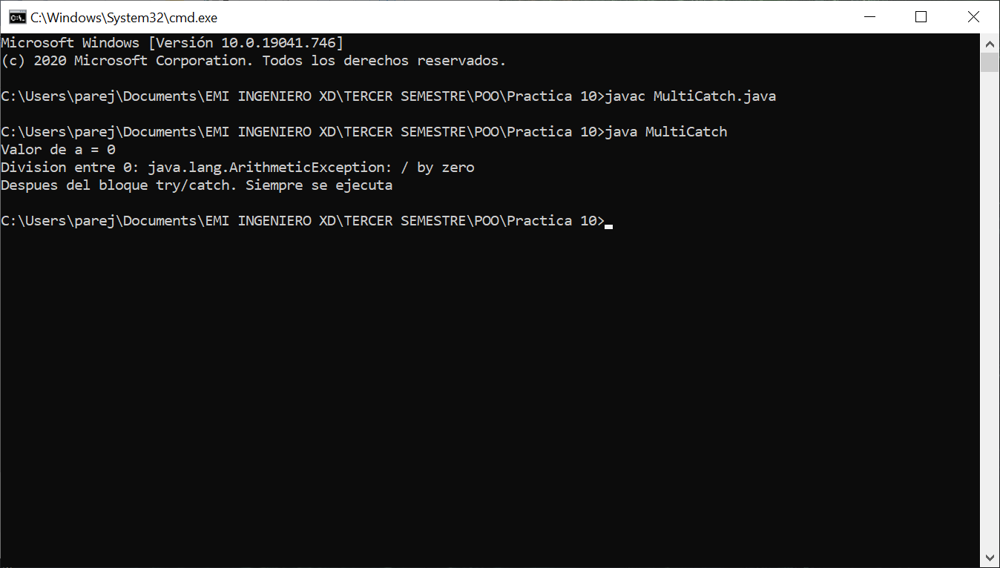 C:\Windows\System32\cmd.exe
Microsoft Windows [Versión 10.0.19041.746]
(c) 2020 Microsoft Corporation. Todos los derechos reservados.
C:\Users\parej\Documents\EMI INGENIERO XD\TERCER SEMESTRE\POO\Practica 10>javac MultiCatch.java
C:\Users\parej\Documents\EMI INGENIERO XD\TERCER SEMESTRE\POO\Practica 10>java MultiCatch
Valor de a = 0
Division entre 0: java.lang.ArithmeticException: / by zero
Despues del bloque try/catch. Siempre se ejecuta
C:\Users\parej\Documents\EMI INGENIERO XD\TERCER SEMESTRE\POO\Practica 10>